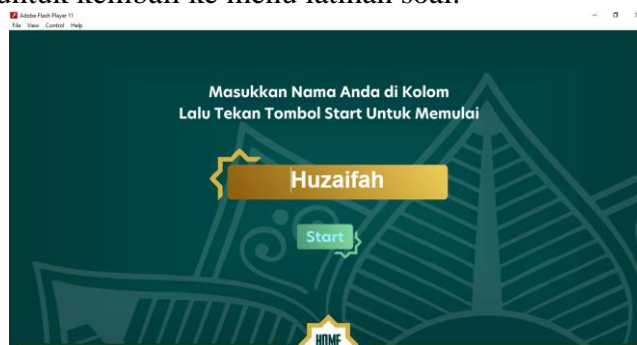 untuk kembali ke menu latihan soal.
Adobe Flash Player 11
File View Control Help
Masukkan Nama Anda di Kolom
Lalu Tekan Tombol Start Untuk Memulai
Huzaifah
Start
HOME